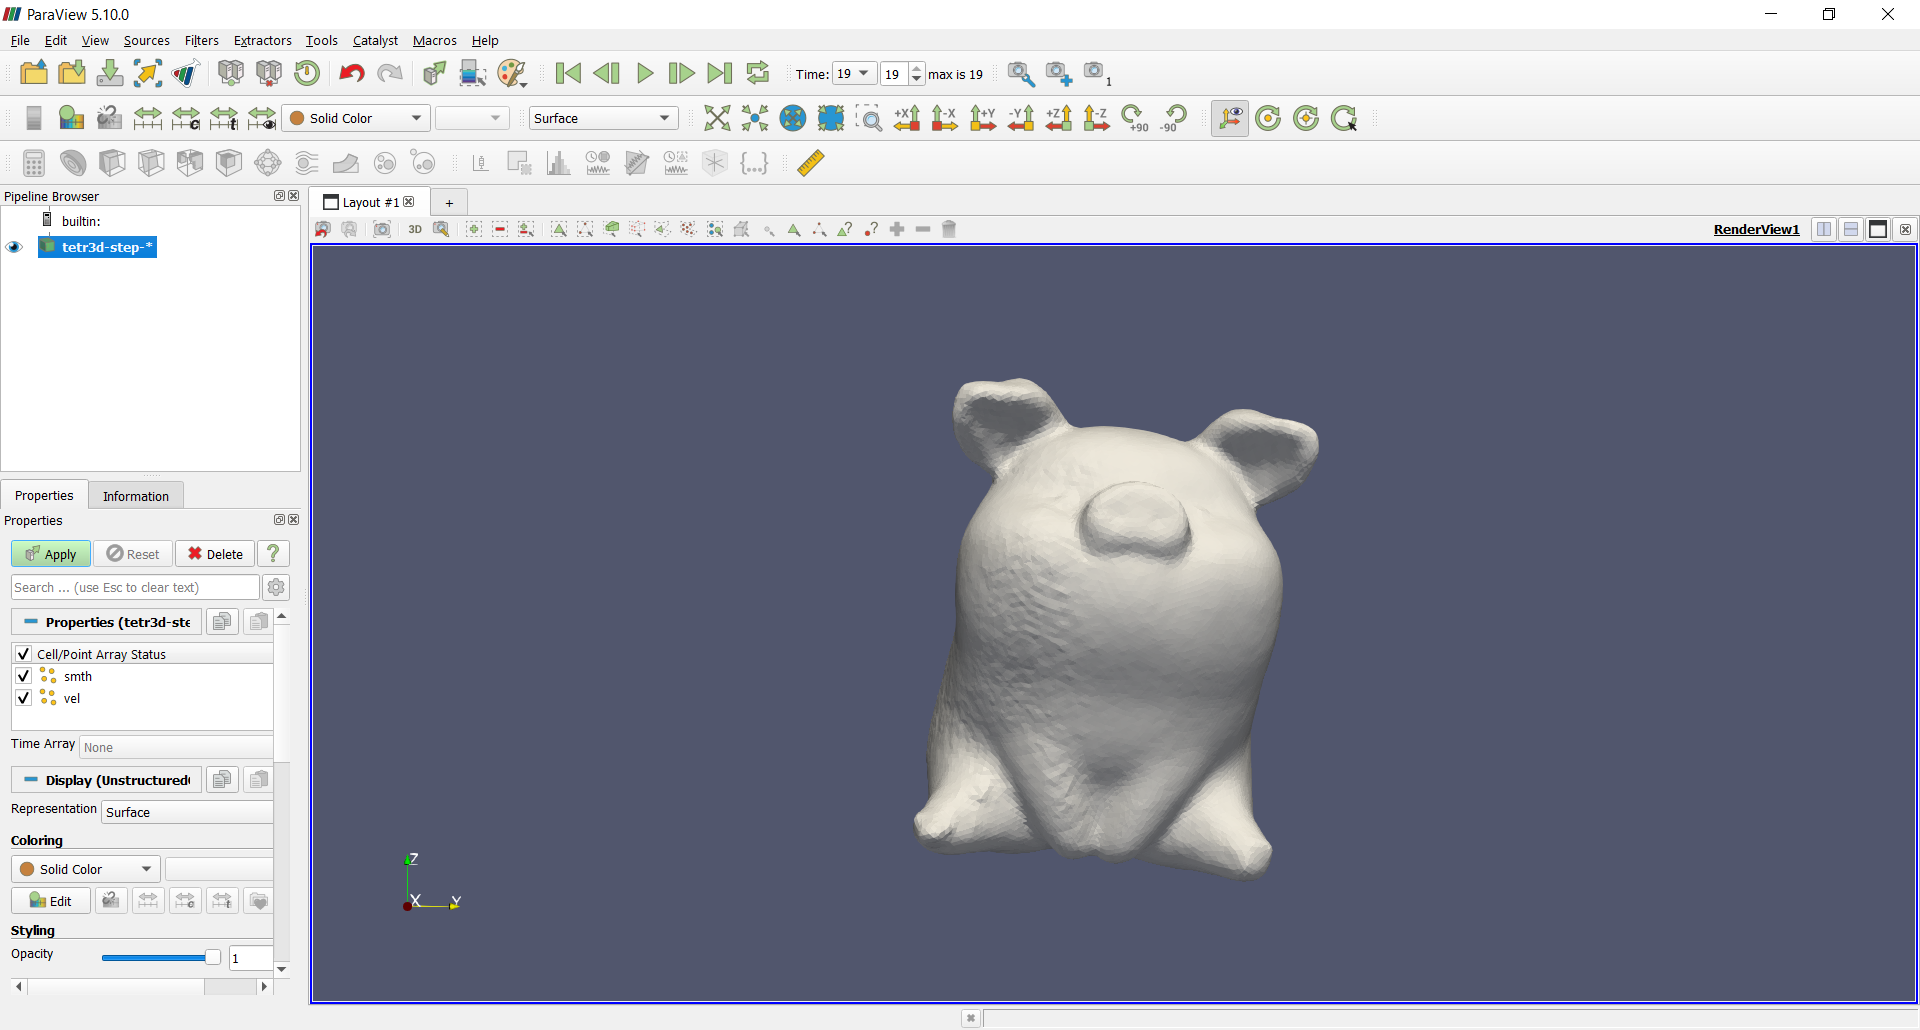 ParaView 5.10.0
File Edit View Sources Filters Extractors Tools Catalyst Macros Help
Time: 19 19 max is 19 1
Solid Color Surface +X -X +Y -Y +Z -Z +90 -90
Pipeline Browser
builtin:
tetr3d-step-*
Layout #1 +
3D RenderView1
Properties Information
Properties
Apply Reset Delete ?
Search ... (use Esc to clear text)
Properties (tetr3d-ste
Cell/Point Array Status
smth
vel
Time Array None
Display (Unstructured
Representation Surface
Coloring
Solid Color
Edit
Styling
Opacity 1
Z
X Y